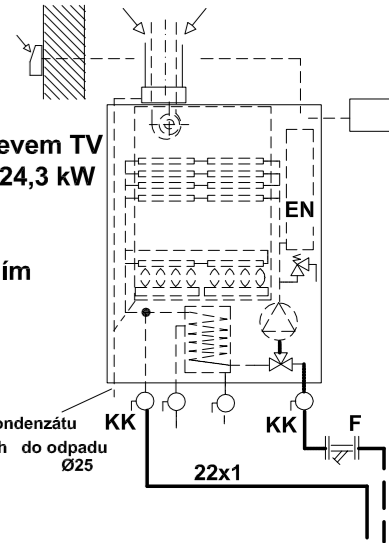 evem TV
24,3 kW
EN
ím
ondenzátu
h do odpadu
Ø25
KK
KK
F
22x1